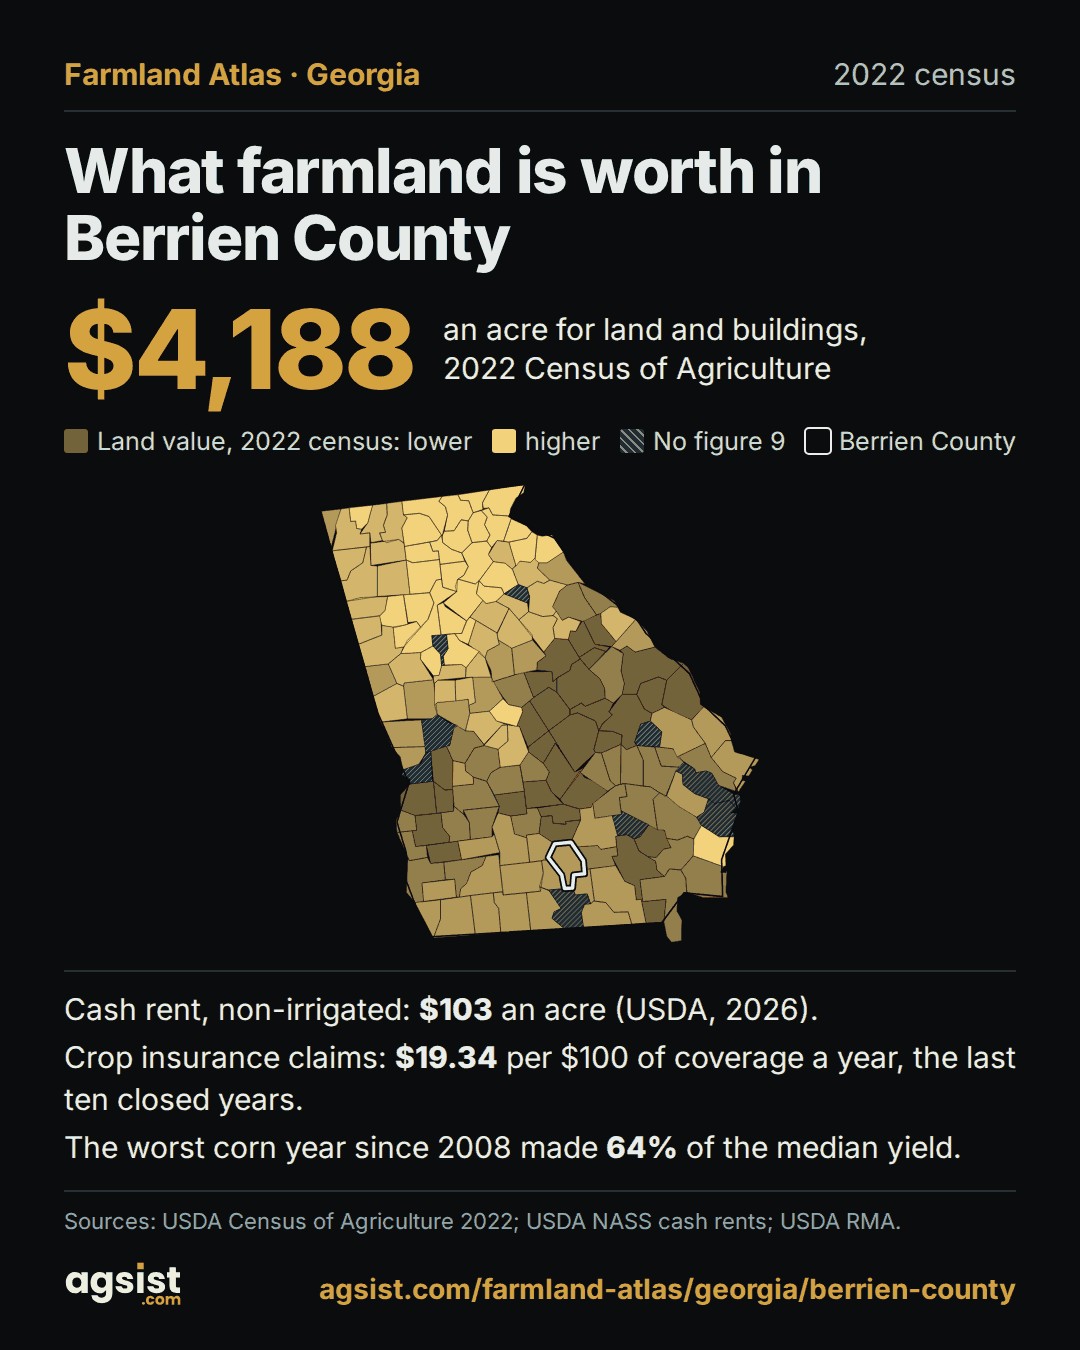 Farmland Atlas · Georgia
2022 census
What farmland is worth in
Berrien County
$4,188
an acre for land and buildings,
2022 Census of Agriculture
Land value, 2022 census: lower
higher
No figure 9
Berrien County
Cash rent, non-irrigated: $103 an acre (USDA, 2026).
Crop insurance claims: $19.34 per $100 of coverage a year, the last
ten closed years.
The worst corn year since 2008 made 64% of the median yield.
Sources: USDA Census of Agriculture 2022; USDA NASS cash rents; USDA RMA.
agsist
.com
agsist.com/farmland-atlas/georgia/berrien-county